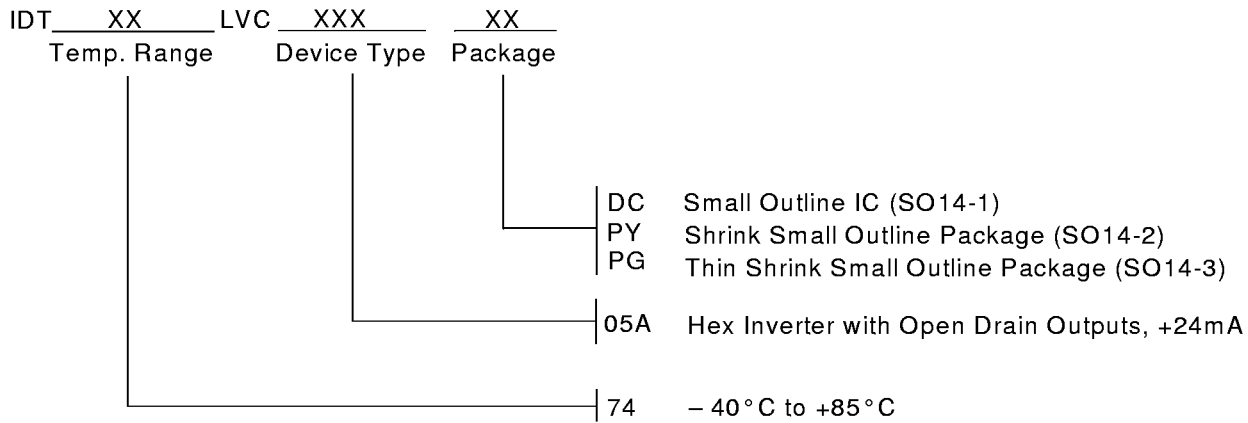 IDT XX LVC XXX XX
Temp. Range Device Type Package
DC Small Outline IC (SO14-1)
PY Shrink Small Outline Package (SO14-2)
PG Thin Shrink Small Outline Package (SO14-3)
05A Hex Inverter with Open Drain Outputs, +24mA
74 – 40°C to +85°C